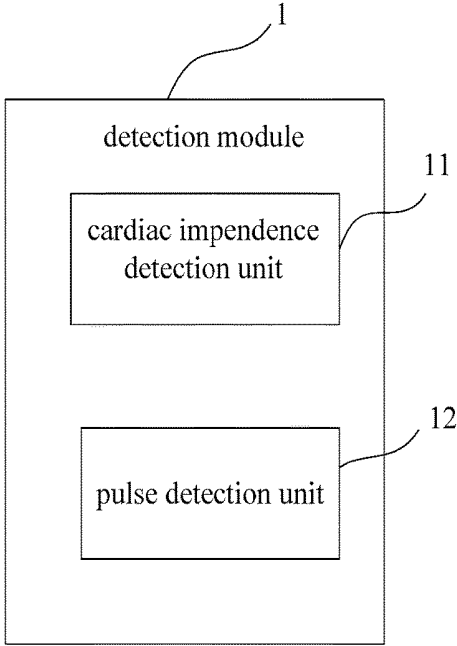 1
detection module
11
cardiac impendence
detection unit
12
pulse detection unit